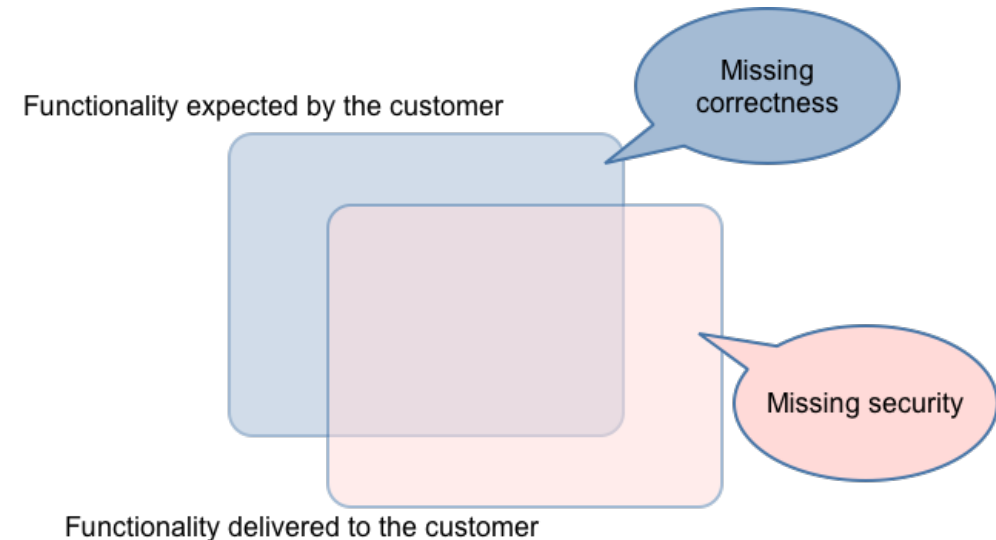 Missing
correctness
Functionality expected by the customer
Missing security
Functionality delivered to the customer